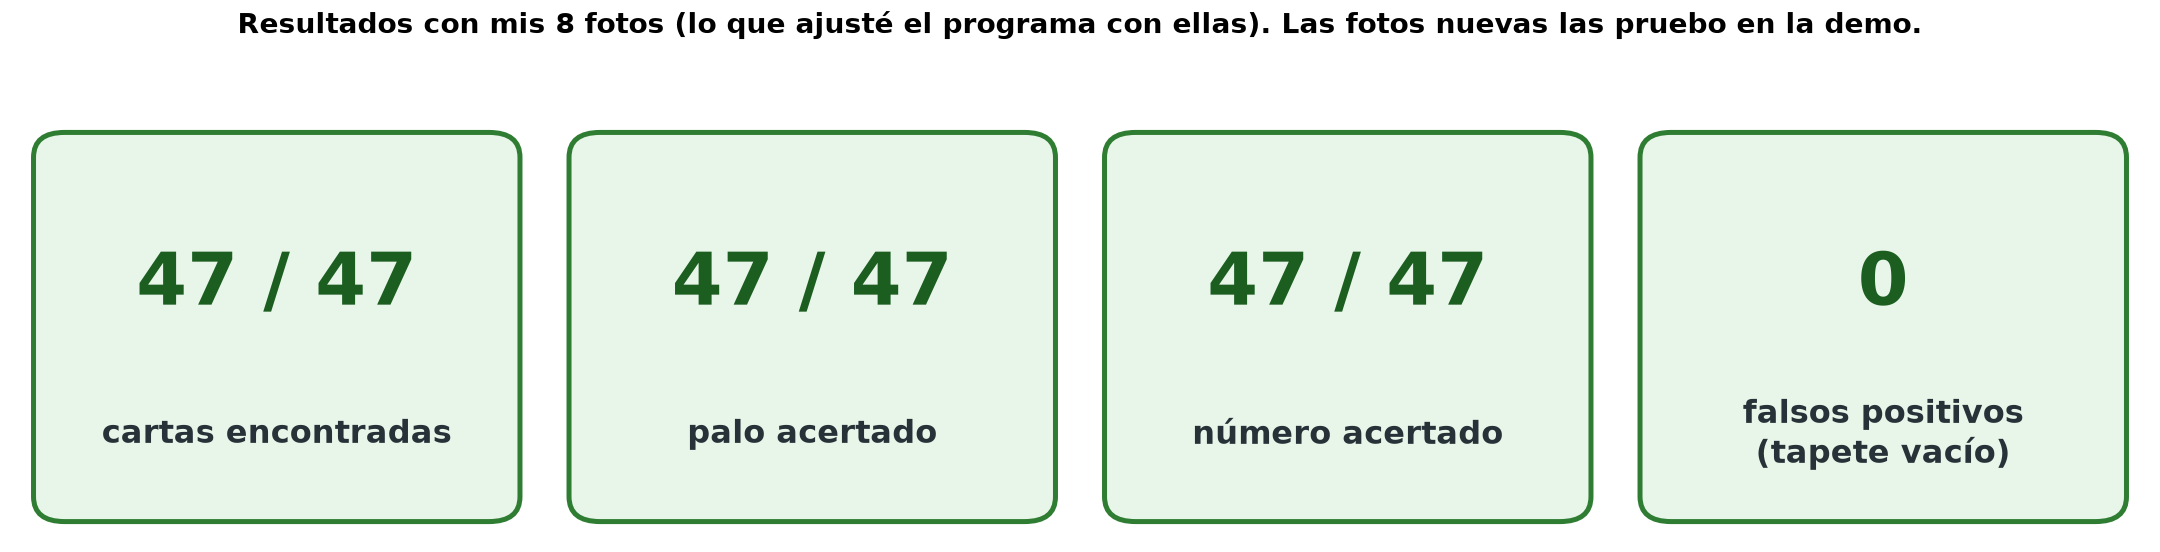 Resultados con mis 8 fotos (lo que ajusté el programa con ellas). Las fotos nuevas las pruebo en la demo.
47 / 47
cartas encontradas
47 / 47
palo acertado
47 / 47
número acertado
0
falsos positivos
(tapete vacío)